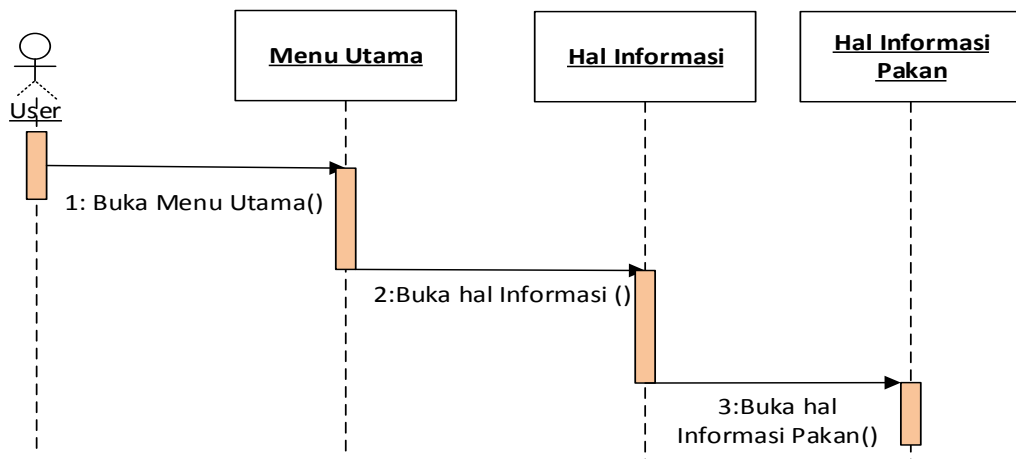 User
Menu Utama
Hal Informasi
Hal Informasi
Pakan
1: Buka Menu Utama()
2:Buka hal Informasi ()
3:Buka hal
Informasi Pakan()